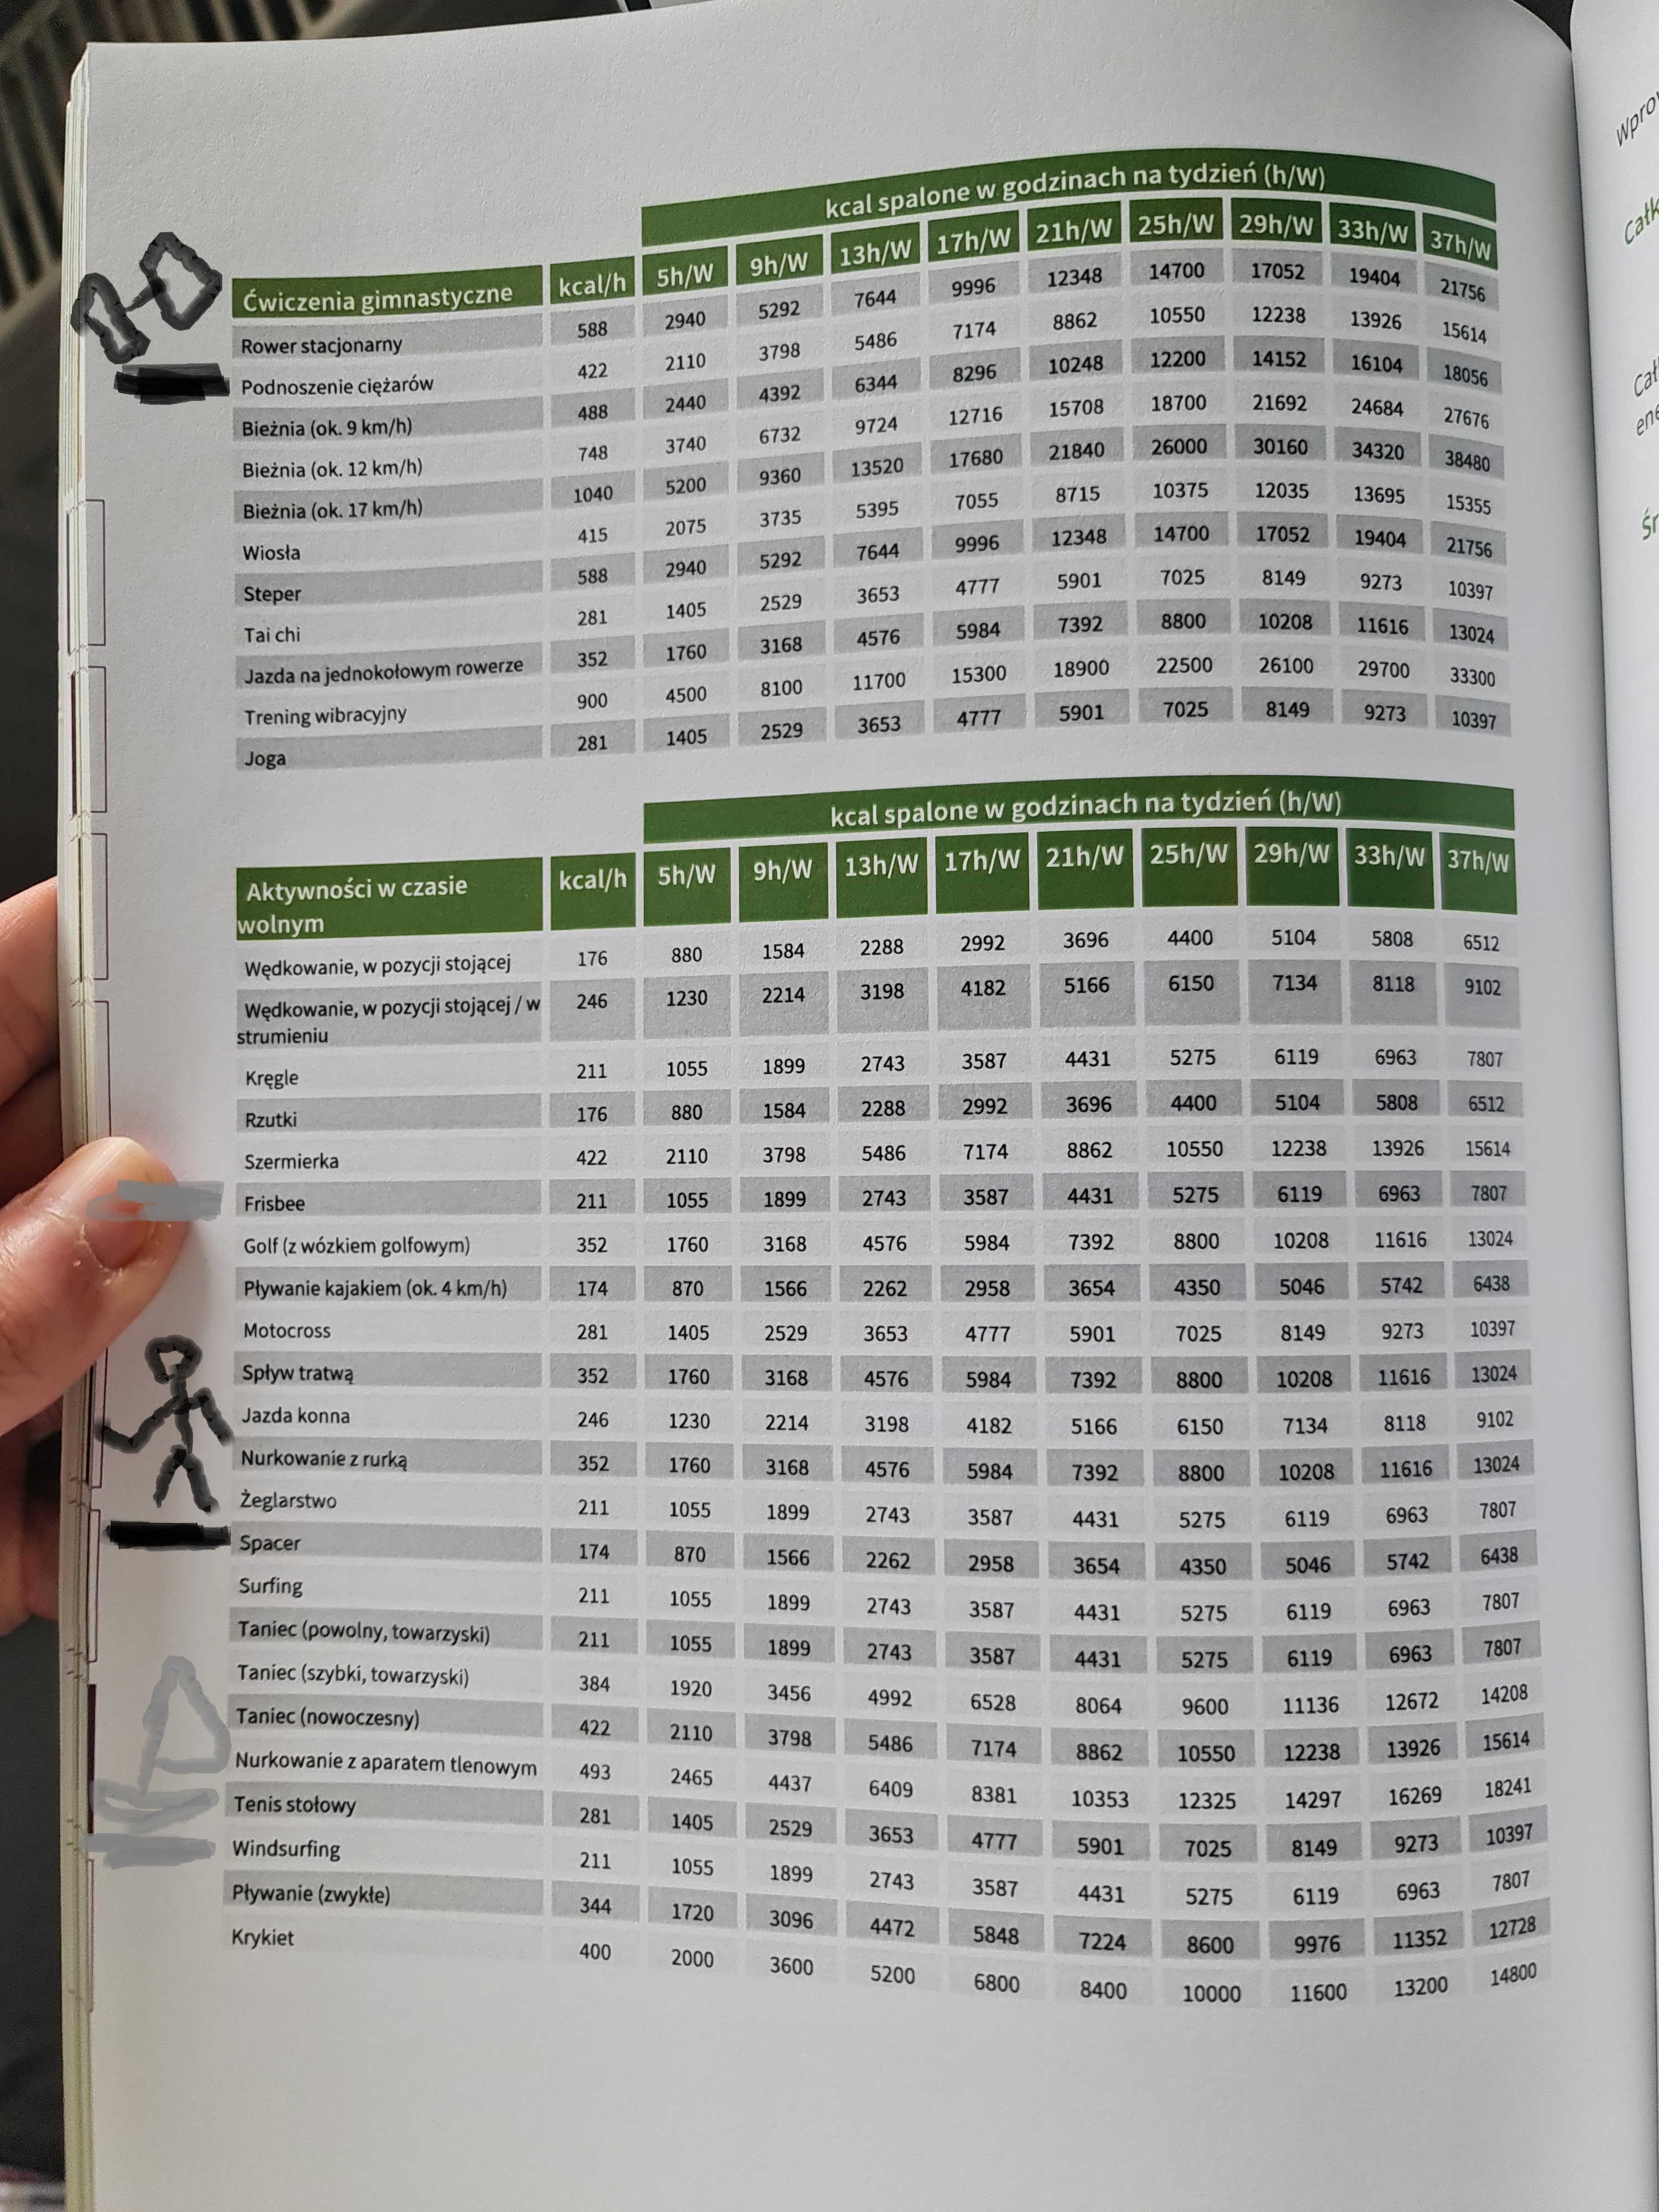 kcal spalone w godzinach na tydzień (h/W)
Ćwiczenia gimnastyczne kcal/h 5h/W 9h/W 13h/W 17h/W 21h/W 25h/W 29h/W 33h/W 37h/W
Rower stacjonarny 588 2940 5292 7644 9996 12348 14700 17052 19404 21756
Podnoszenie ciężarów 422 2110 3798 5486 7174 8862 10550 12238 13926 15614
Bieżnia (ok. 9 km/h) 488 2440 4392 6344 8296 10248 12200 14152 16104 18056
Bieżnia (ok. 12 km/h) 748 3740 6732 9724 12716 15708 18700 21692 24684 27676
Bieżnia (ok. 17 km/h) 1040 5200 9360 13520 17680 21840 26000 30160 34320 38480
Wiosła 415 2075 3735 5395 7055 8715 10375 12035 13695 15355
Steper 588 2940 5292 7644 9996 12348 14700 17052 19404 21756
Tai chi 281 1405 2529 3653 4777 5901 7025 8149 9273 10397
Jazda na jednokołowym rowerze 352 1760 3168 4576 5984 7392 8800 10208 11616 13024
Trening wibracyjny 900 4500 8100 11700 15300 18900 22500 26100 29700 33300
Joga 281 1405 2529 3653 4777 5901 7025 8149 9273 10397
kcal spalone w godzinach na tydzień (h/W)
Aktywności w czasie kcal/h 5h/W 9h/W 13h/W 17h/W 21h/W 25h/W 29h/W 33h/W 37h/W
wolnym
Wędkowanie, w pozycji stojącej 176 880 1584 2288 2992 3696 4400 5104 5808 6512
Wędkowanie, w pozycji stojącej / w 246 1230 2214 3198 4182 5166 6150 7134 8118 9102
strumieniu
Kręgle 211 1055 1899 2743 3587 4431 5275 6119 6963 7807
Rzutki 176 880 1584 2288 2992 3696 4400 5104 5808 6512
Szermierka 422 2110 3798 5486 7174 8862 10550 12238 13926 15614
Frisbee 211 1055 1899 2743 3587 4431 5275 6119 6963 7807
Golf (z wózkiem golfowym) 352 1760 3168 4576 5984 7392 8800 10208 11616 13024
Pływanie kajakiem (ok. 4 km/h) 174 870 1566 2262 2958 3654 4350 5046 5742 6438
Motocross 281 1405 2529 3653 4777 5901 7025 8149 9273 10397
Spływ tratwą 352 1760 3168 4576 5984 7392 8800 10208 11616 13024
Jazda konna 246 1230 2214 3198 4182 5166 6150 7134 8118 9102
Nurkowanie z rurką 352 1760 3168 4576 5984 7392 8800 10208 11616 13024
Żeglarstwo 211 1055 1899 2743 3587 4431 5275 6119 6963 7807
Spacer 174 870 1566 2262 2958 3654 4350 5046 5742 6438
Surfing 211 1055 1899 2743 3587 4431 5275 6119 6963 7807
Taniec (powolny, towarzyski) 211 1055 1899 2743 3587 4431 5275 6119 6963 7807
Taniec (szybki, towarzyski) 384 1920 3456 4992 6528 8064 9600 11136 12672 14208
Taniec (nowoczesny) 422 2110 3798 5486 7174 8862 10550 12238 13926 15614
Nurkowanie z aparatem tlenowym 493 2465 4437 6409 8381 10353 12325 14297 16269 18241
Tenis stołowy 281 1405 2529 3653 4777 5901 7025 8149 9273 10397
Windsurfing 211 1055 1899 2743 3587 4431 5275 6119 6963 7807
Pływanie (zwykłe) 344 1720 3096 4472 5848 7224 8600 9976 11352 12728
Krykiet 400 2000 3600 5200 6800 8400 10000 11600 13200 14800